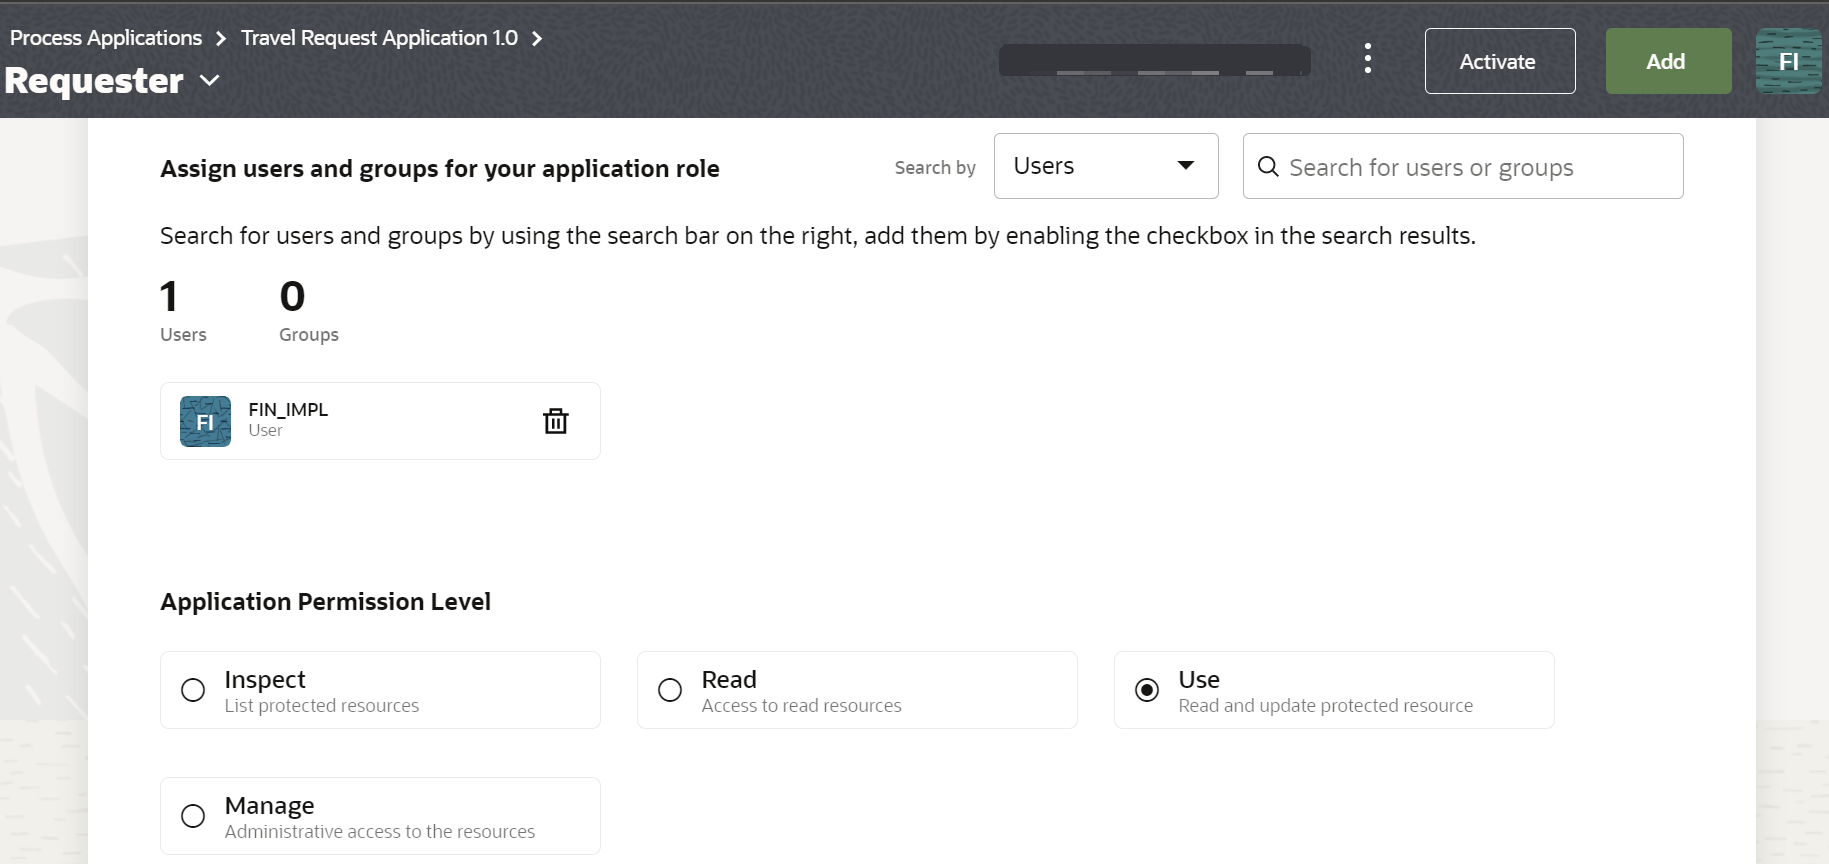 Process Applications > Travel Request Application 1.0 >
Requester
Activate
Add
FI
Assign users and groups for your application role
Search by
Users
Search for users or groups
Search for users and groups by using the search bar on the right, add them by enabling the checkbox in the search results.
1
Users
0
Groups
FI
FIN_IMPL
User
Application Permission Level
Inspect
List protected resources
Read
Access to read resources
Use
Read and update protected resource
Manage
Administrative access to the resources